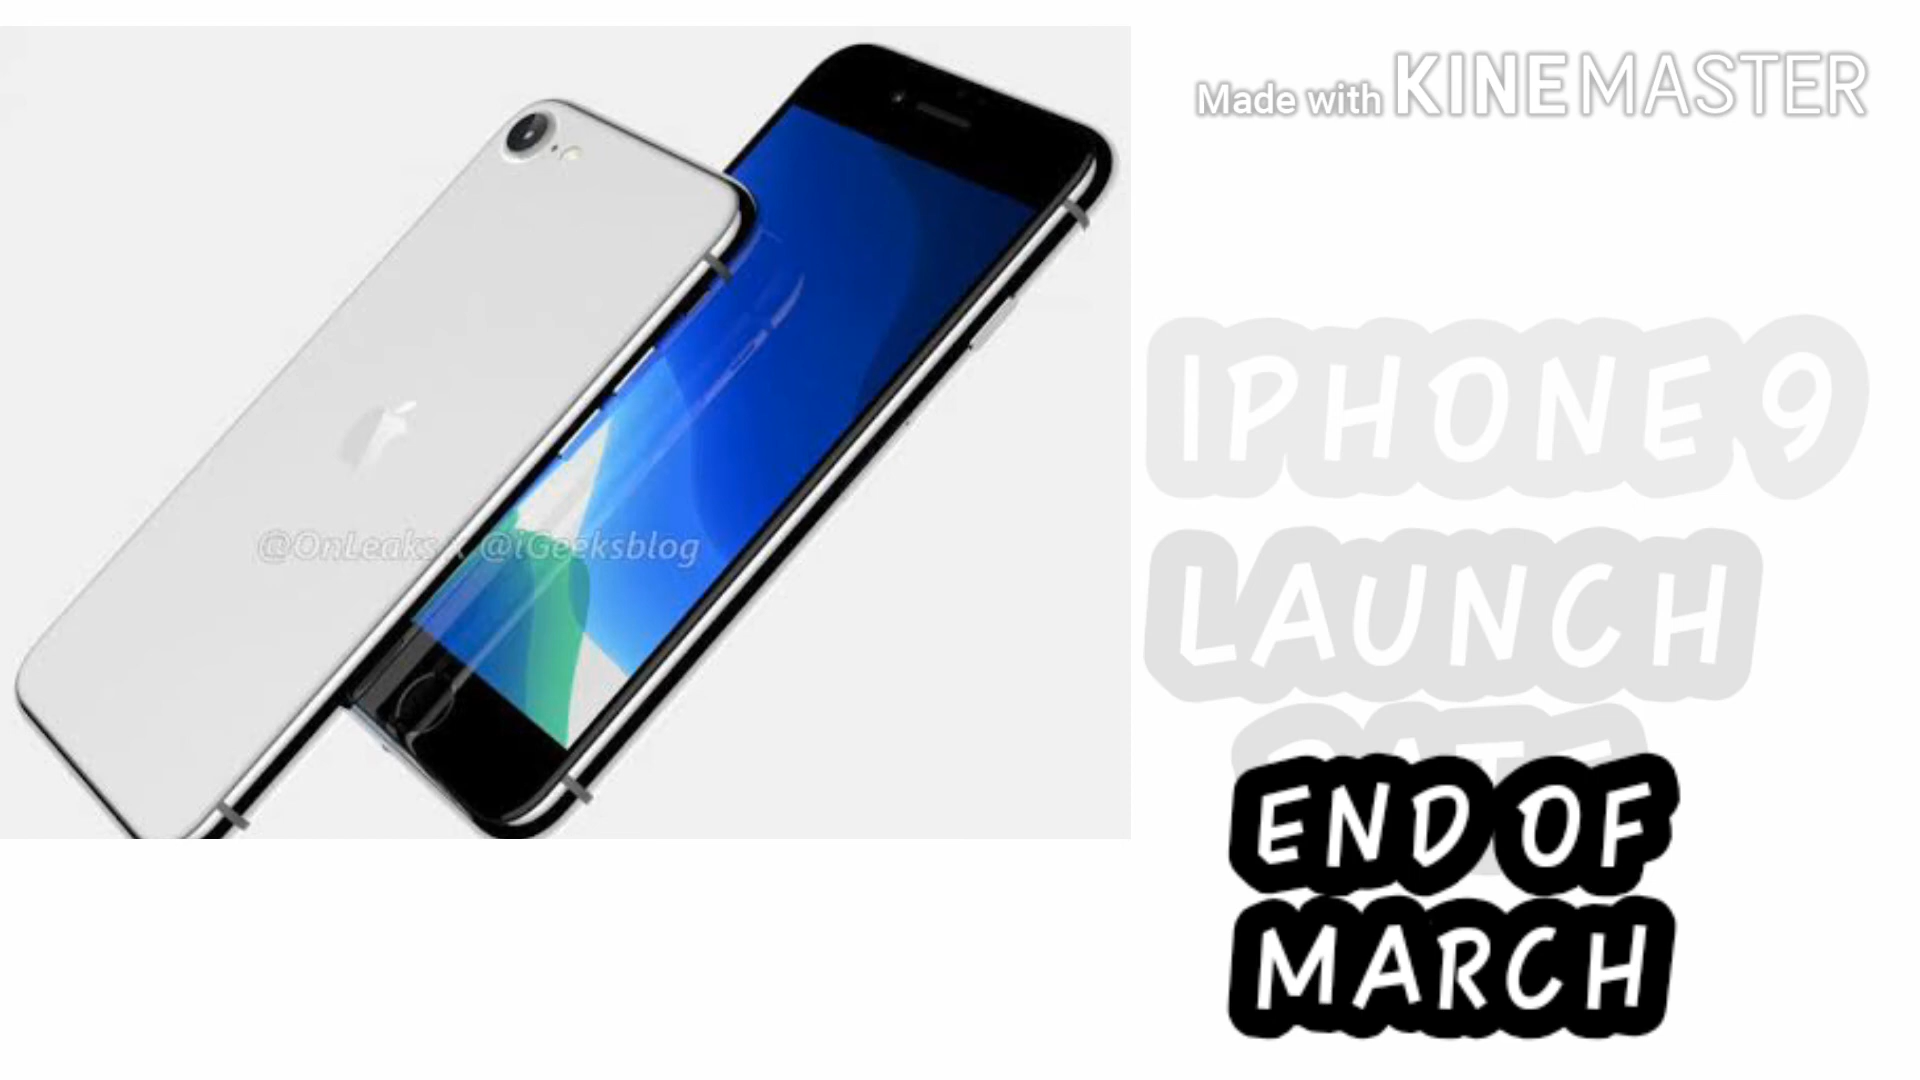 Made with KINEMASTER
IPHONE 9
LAUNCH
END OF
MARCH
@OnLeaks x @iGeeksblog